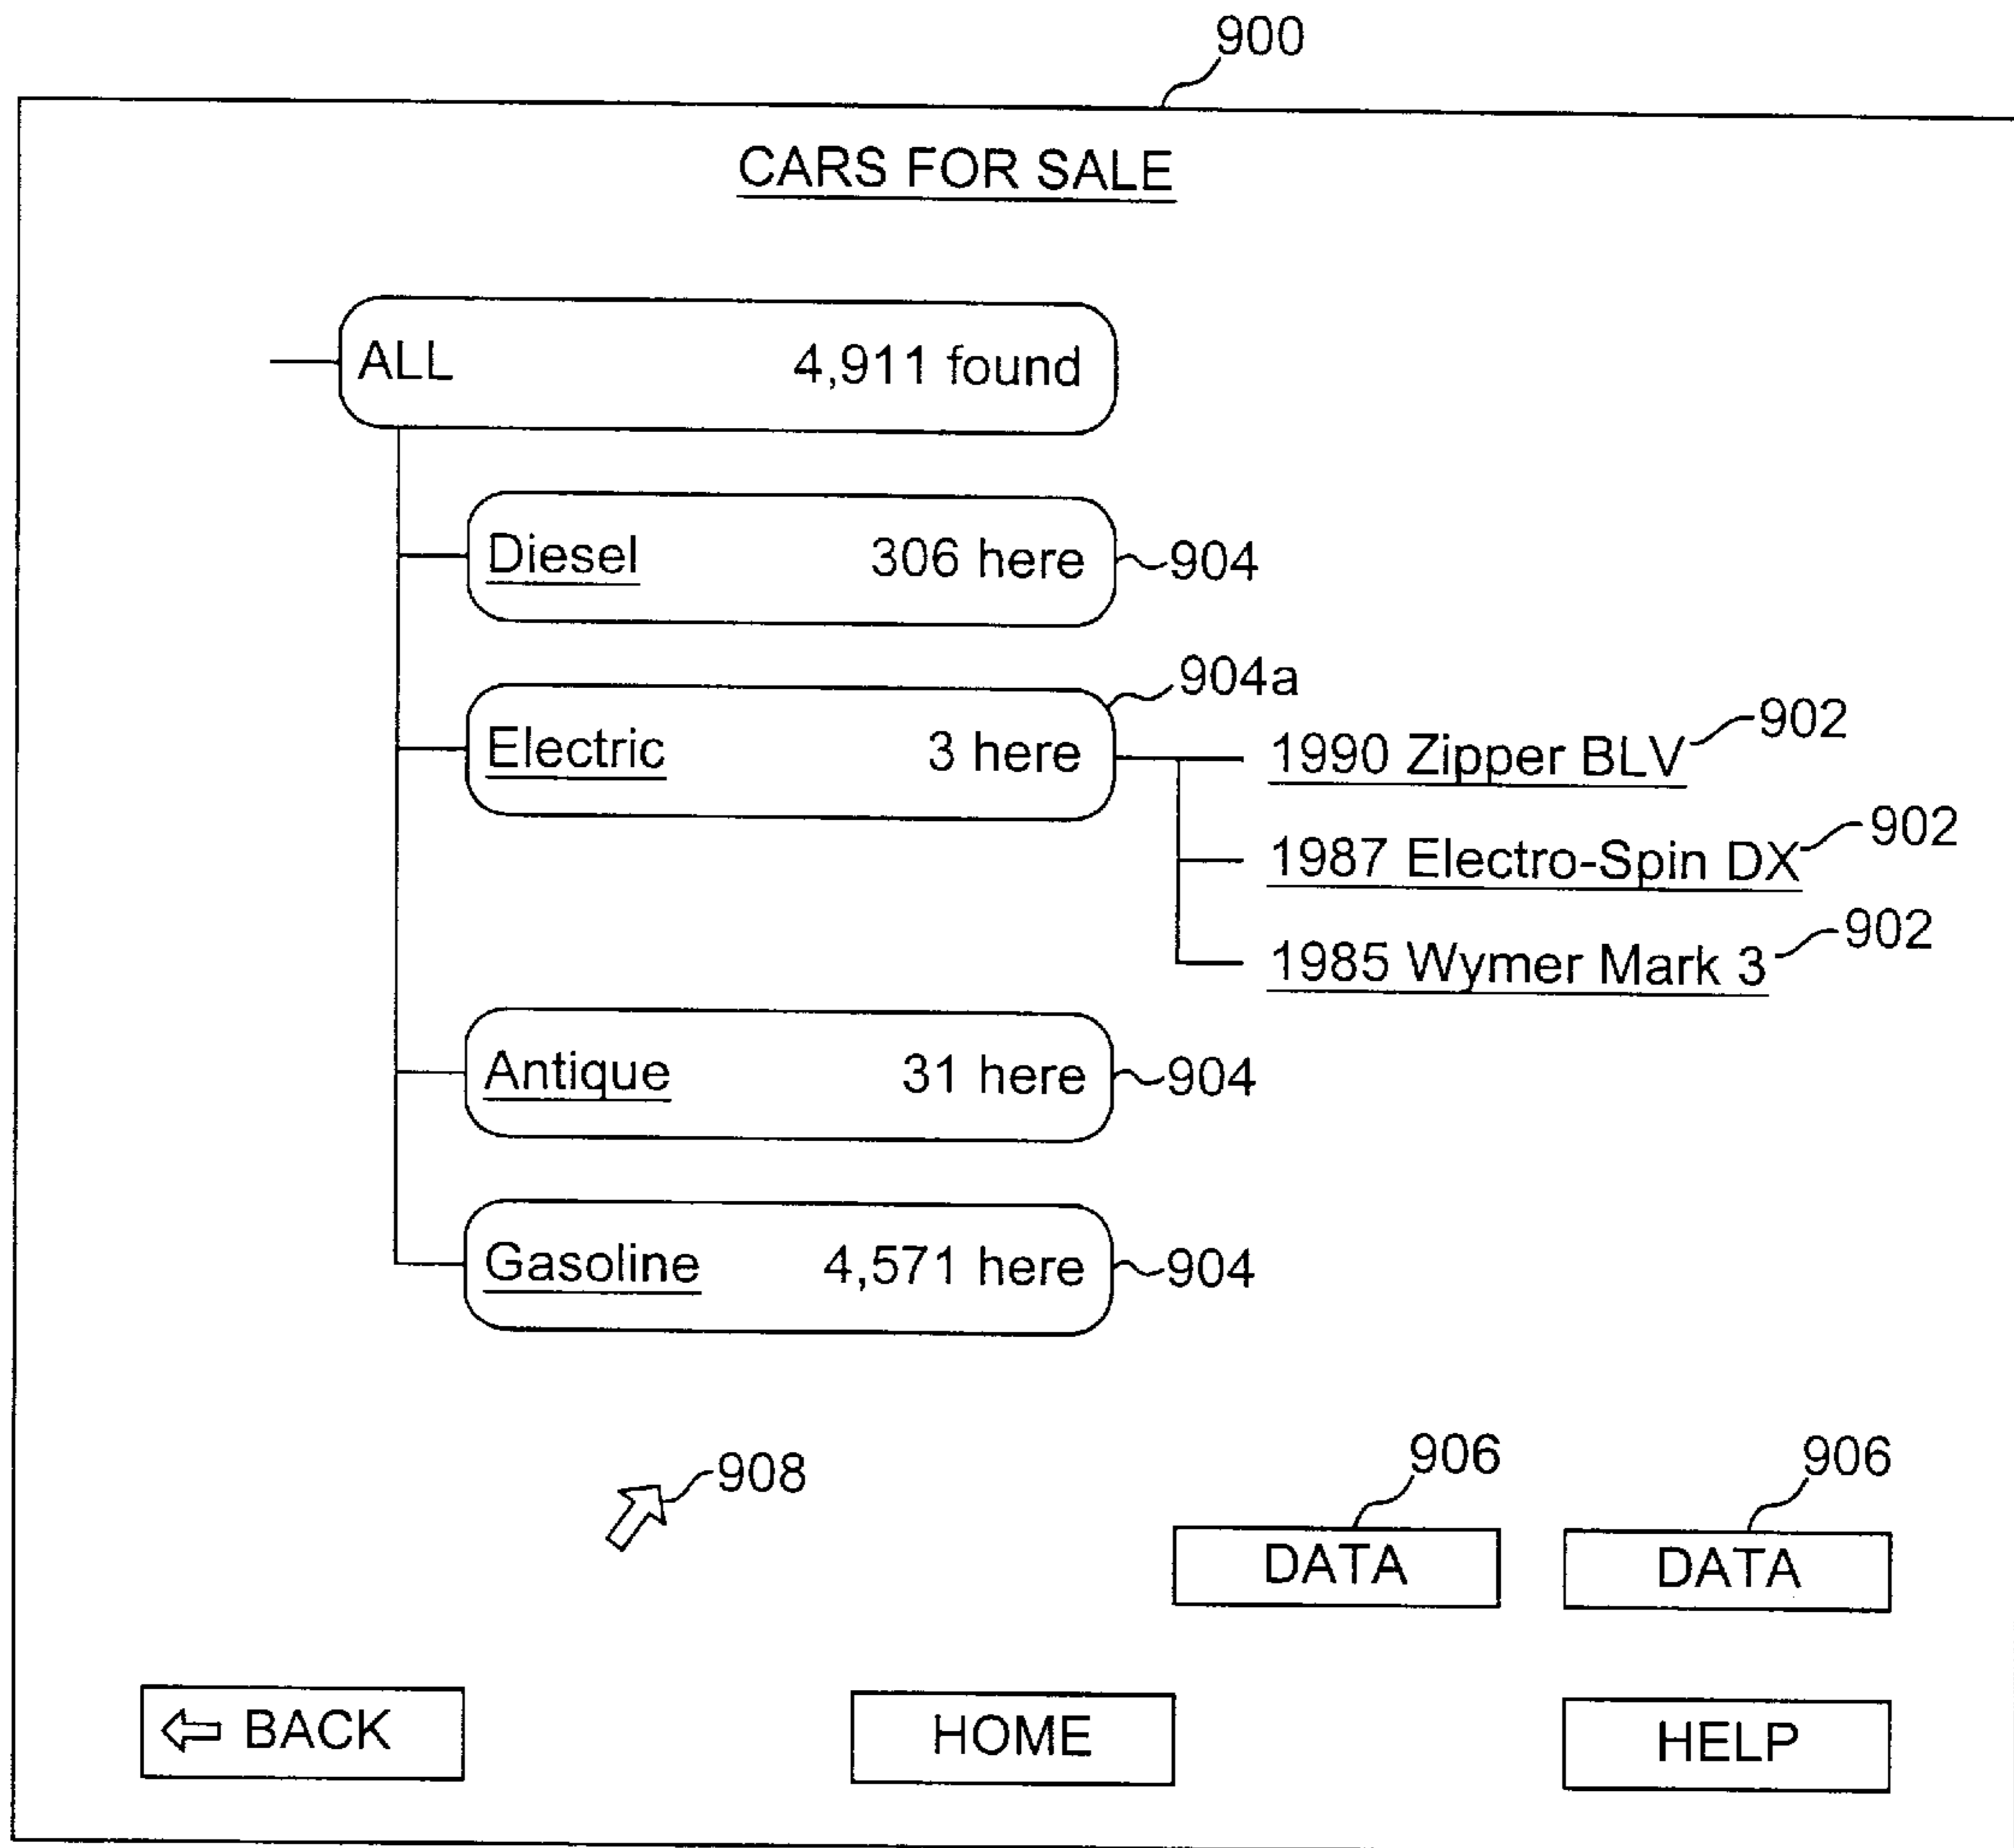 900
CARS FOR SALE
ALL 4,911 found
Diesel 306 here 904
904a
Electric 3 here 1990 Zipper BLV 902
1987 Electro-Spin DX 902
1985 Wymer Mark 3 902
Antique 31 here 904
Gasoline 4,571 here 904
908 906 906
DATA DATA
BACK HOME HELP